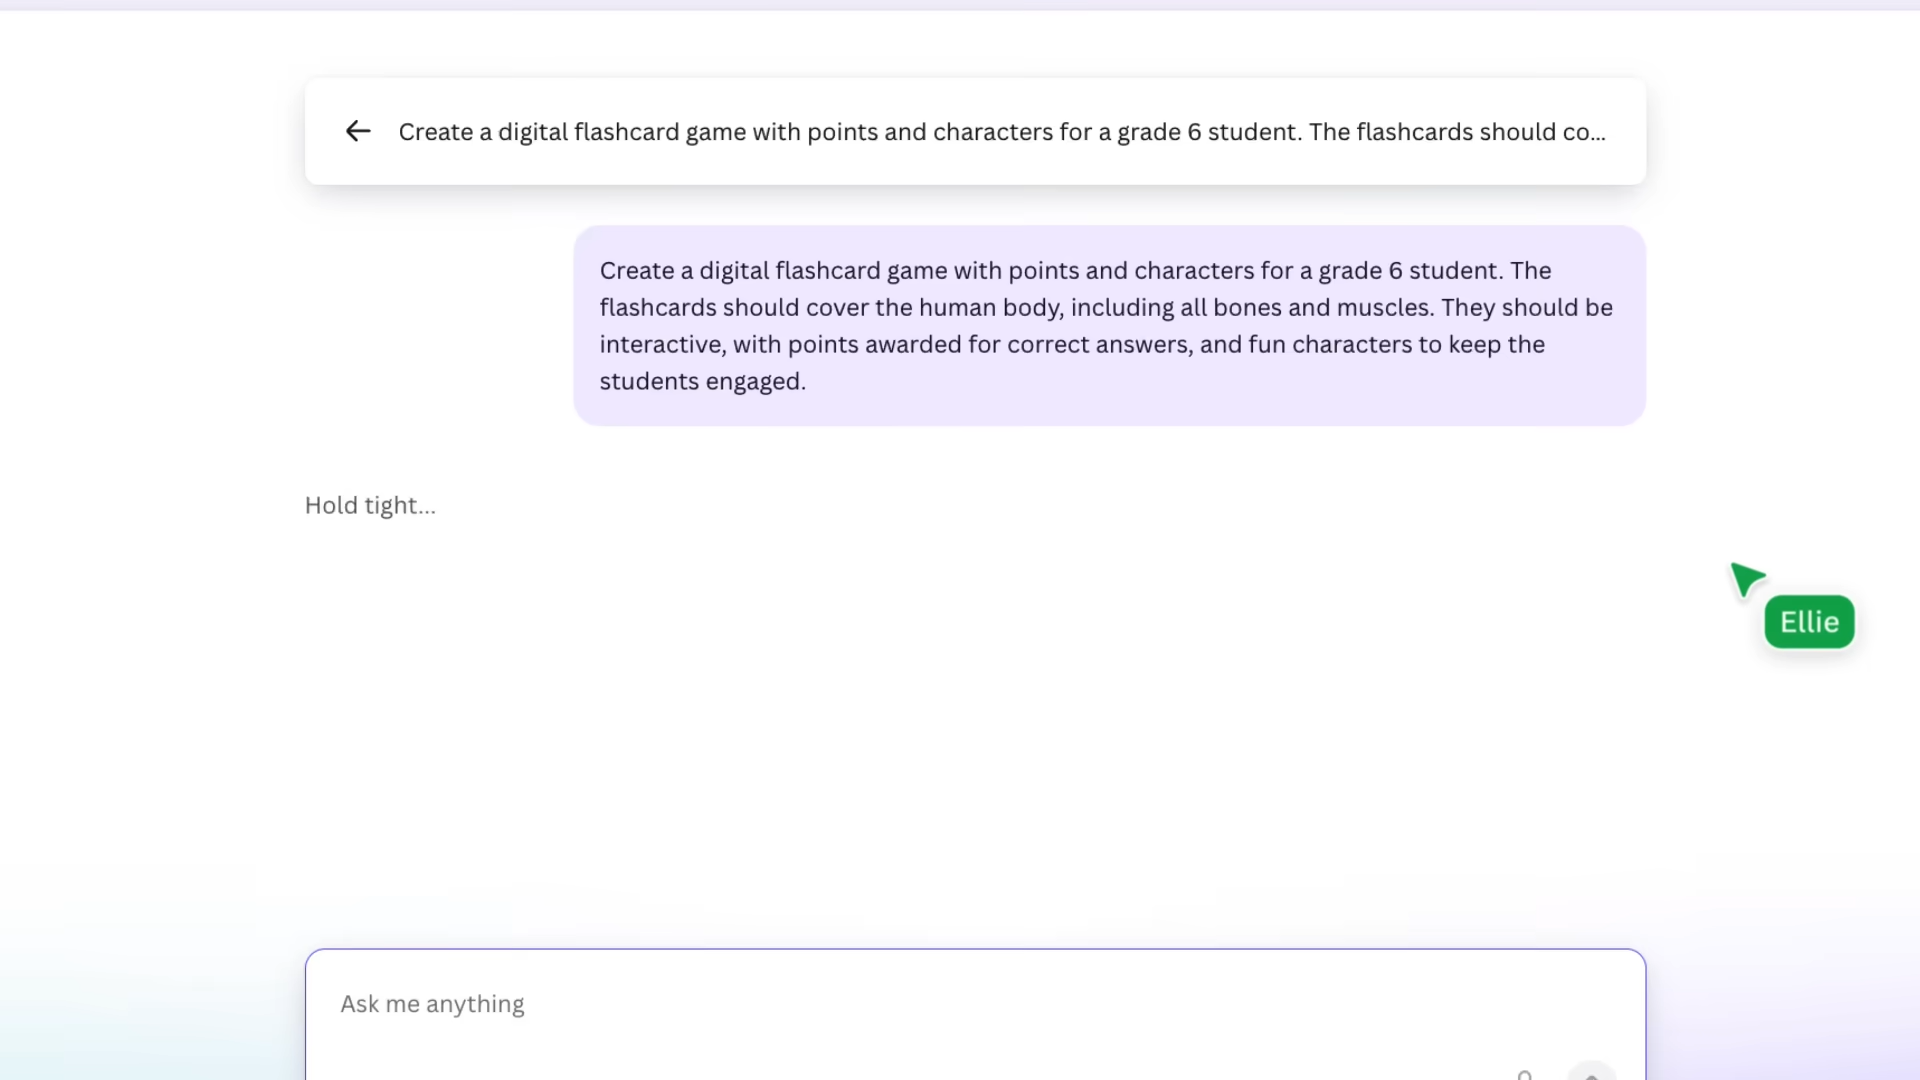 Create a digital flashcard game with points and characters for a grade 6 student. The flashcards should co...
Create a digital flashcard game with points and characters for a grade 6 student. The
flashcards should cover the human body, including all bones and muscles. They should be
interactive, with points awarded for correct answers, and fun characters to keep the
students engaged.
Hold tight...
Ellie
Ask me anything